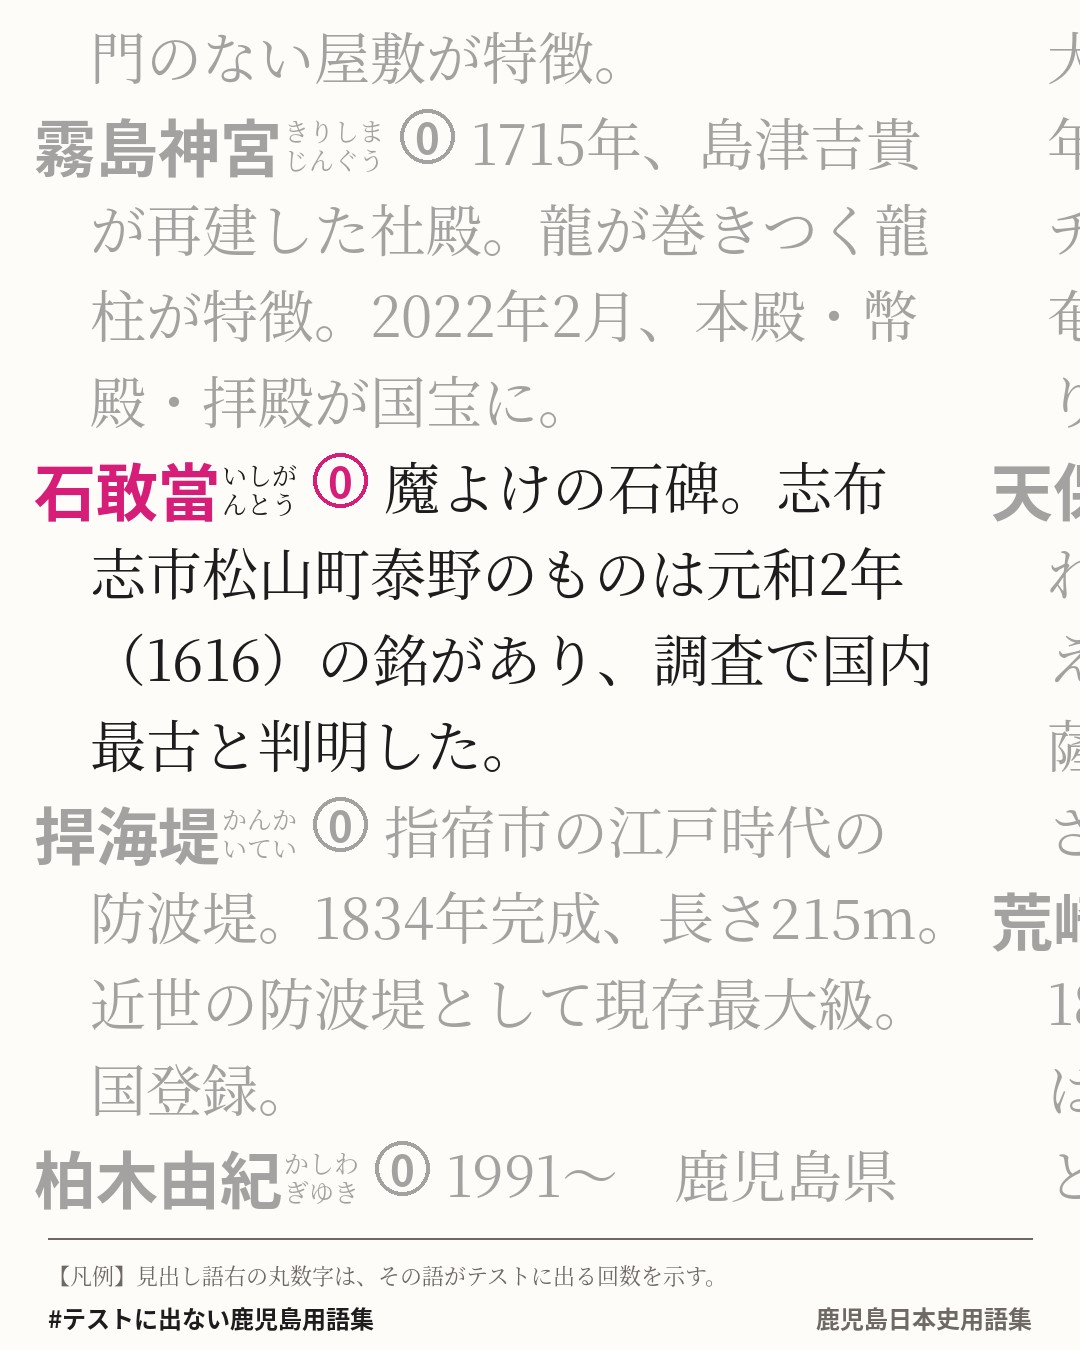 門のない屋敷が特徴。
霧島神宮 きりしまじんぐう ⓪ 1715年、島津吉貴
が再建した社殿。龍が巻きつく龍
柱が特徴。2022年2月、本殿・幣
殿・拝殿が国宝に。
石敢當 いしがんとう ⓪ 魔よけの石碑。志布
志市松山町泰野のものは元和2年
（1616）の銘があり、調査で国内
最古と判明した。
捍海堤 かんかいてい ⓪ 指宿市の江戸時代の
防波堤。1834年完成、長さ215m。
近世の防波堤として現存最大級。
国登録。
柏木由紀 かしわぎゆき ⓪ 1991～　鹿児島県
年
天保
荒崎
18
は
と
【凡例】見出し語右の丸数字は、その語がテストに出る回数を示す。
#テストに出ない鹿児島用語集
鹿児島日本史用語集